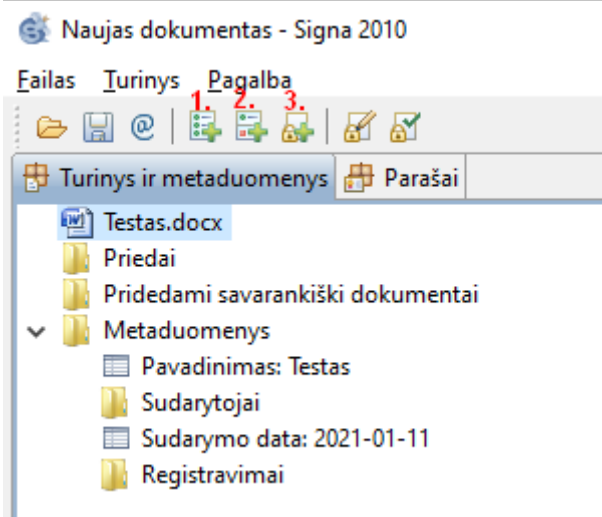 Naujas dokumentas - Signa 2010
Failas Turinys Pagalba
1. 2. 3.
@
Turinys ir metaduomenys Parašai
Testas.docx
Priedai
Pridedami savarankiški dokumentai
Metaduomenys
Pavadinimas: Testas
Sudarytojai
Sudarymo data: 2021-01-11
Registravimai